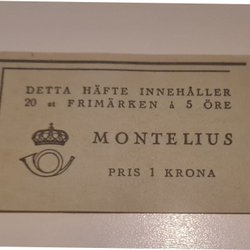 DETTA HÄFTE INNEHÅLLER
20 st FRIMÄRKEN à 5 ÖRE
MONTELIUS
PRIS 1 KRONA